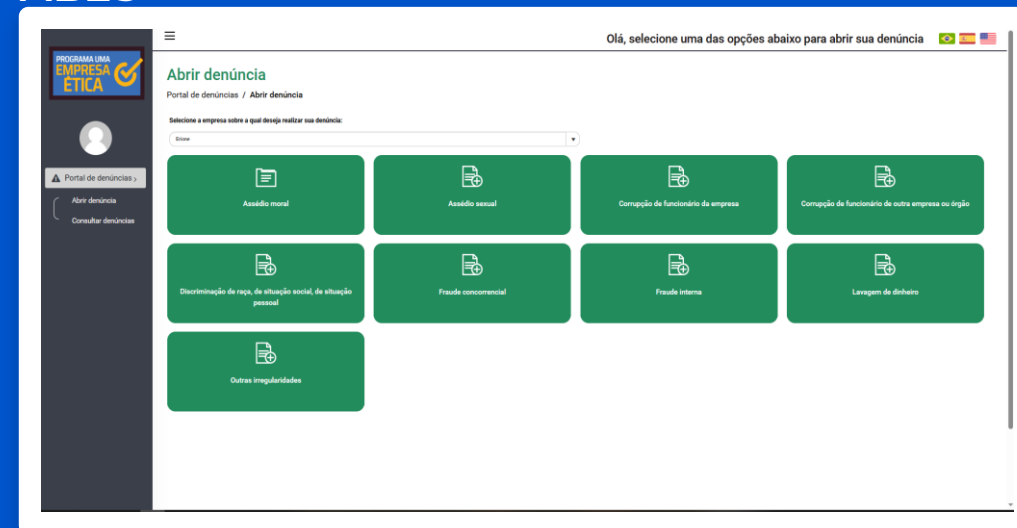 Olá, selecione uma das opções abaixo para abrir sua denúncia
PROGRAMA UMA
EMPRESA
ÉTICA
Abrir denúncia
Portal de denúncias / Abrir denúncia
Selecione a empresa sobre a qual deseja realizar sua denúncia:
Portal de denúncias >
Abrir denúncia
Consultar denúncias
Assédio moral
Assédio sexual
Corrupção de funcionário da empresa
Corrupção de funcionário de outra empresa ou órgão
Discriminação de raça, de situação social, de situação
pessoal
Fraude concorrencial
Fraude interna
Lavagem de dinheiro
Outras irregularidades